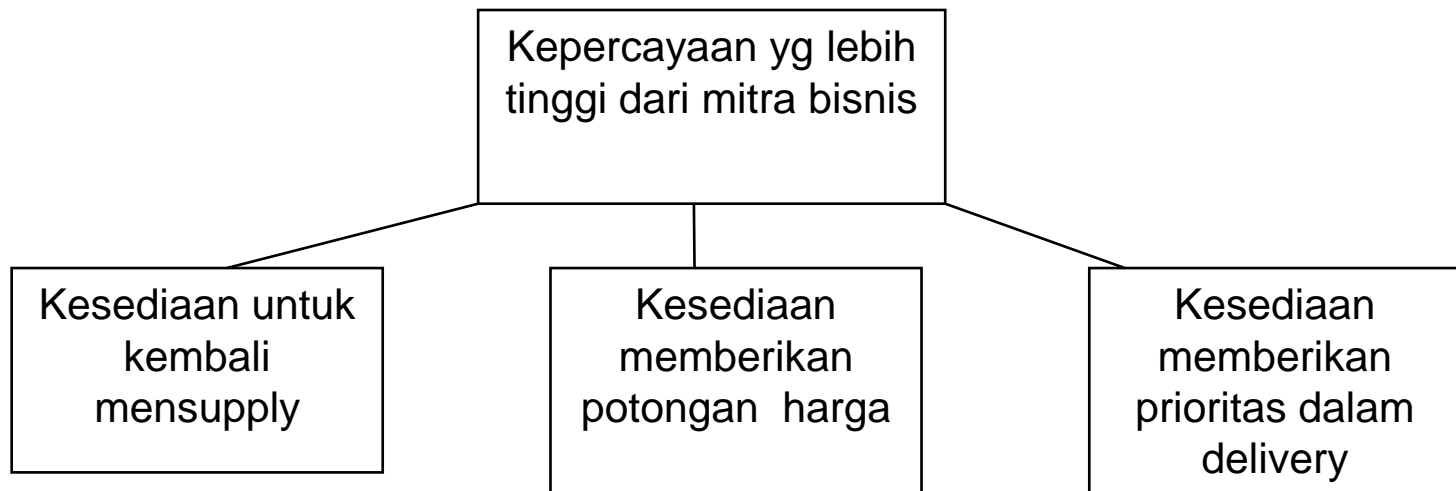 Kepercayaan yg lebih
tinggi dari mitra bisnis
Kesediaan untuk
kembali
mensupply
Kesediaan
memberikan
potongan  harga
Kesediaan
memberikan
prioritas dalam
delivery